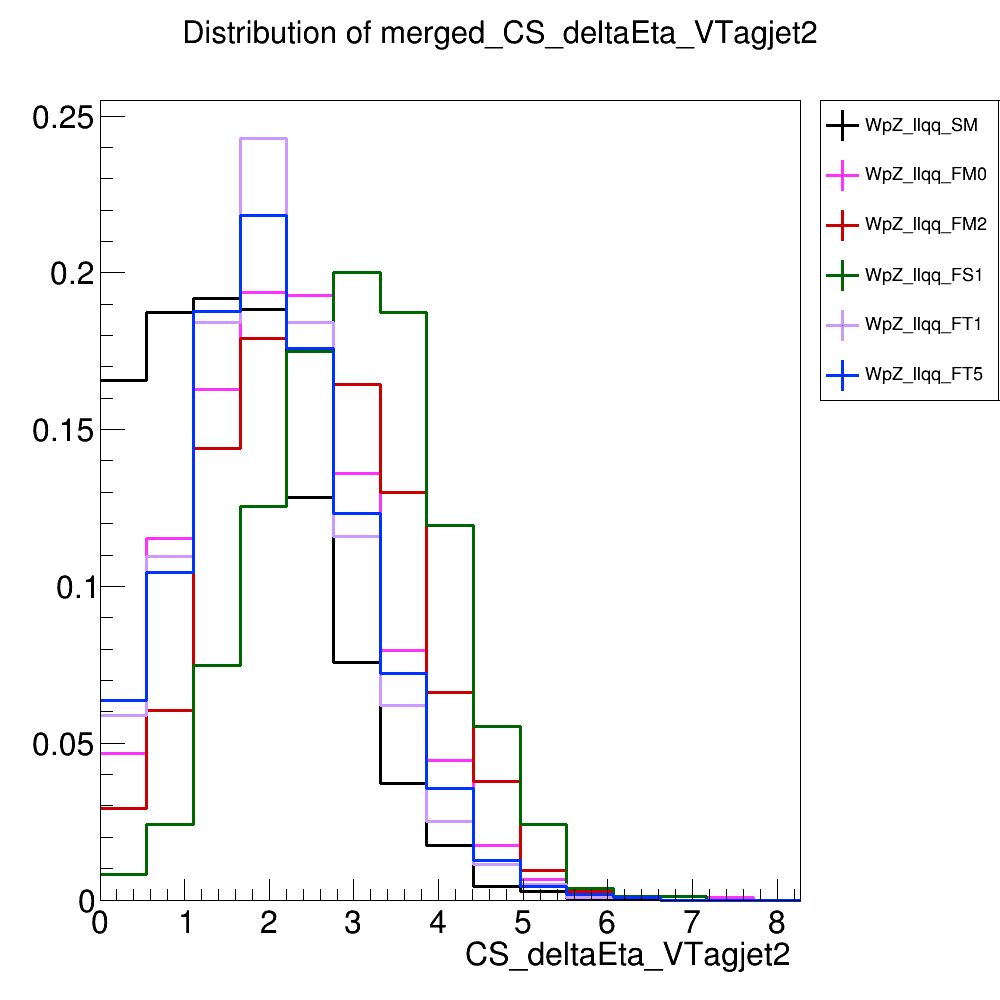 Distribution of merged_CS_deltaEta_VTagjet2
0.25
0.2
0.15
0.1
0.05
0
0 1 2 3 4 5 6 7 8
CS_deltaEta_VTagjet2
WpZ_llqq_SM
WpZ_llqq_FM0
WpZ_llqq_FM2
WpZ_llqq_FS1
WpZ_llqq_FT1
WpZ_llqq_FT5